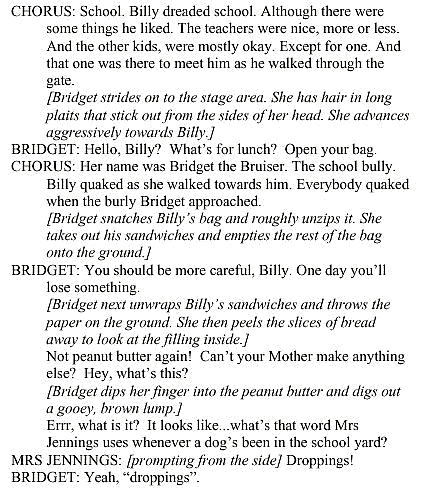 CHORUS: School. Billy dreaded school. Although there were
some things he liked. The teachers were nice, more or less.
And the other kids, were mostly okay. Except for one. And
that one was there to meet him as he walked through the
gate.
[Bridget strides on to the stage area. She has hair in long
plaits that stick out from the sides of her head. She advances
aggressively towards Billy.]
BRIDGET: Hello, Billy? What's for lunch? Open your bag.
CHORUS: Her name was Bridget the Bruiser. The school bully.
Billy quaked as she walked towards him. Everybody quaked
when the burly Bridget approached.
[Bridget snatches Billy's bag and roughly unzips it. She
takes out his sandwiches and empties the rest of the bag
onto the ground.]
BRIDGET: You should be more careful, Billy. One day you'll
lose something.
[Bridget next unwraps Billy's sandwiches and throws the
paper on the ground. She then peels the slices of bread
away to look at the filling inside.]
Not peanut butter again! Can't your Mother make anything
else? Hey, what's this?
[Bridget dips her finger into the peanut butter and digs out
a gooey, brown lump.]
Errr, what is it? It looks like...what's that word Mrs
Jennings uses whenever a dog's been in the school yard?
MRS JENNINGS: [prompting from the side] Droppings!
BRIDGET: Yeah, "droppings".